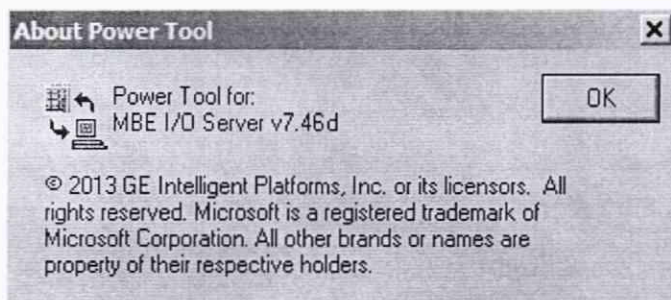 About Power Tool
Power Tool for:
MBE I/O Server v7.46d
OK
© 2013 GE Intelligent Platforms, Inc. or its licensors. All
rights reserved. Microsoft is a registered trademark of
Microsoft Corporation. All other brands or names are
property of their respective holders.